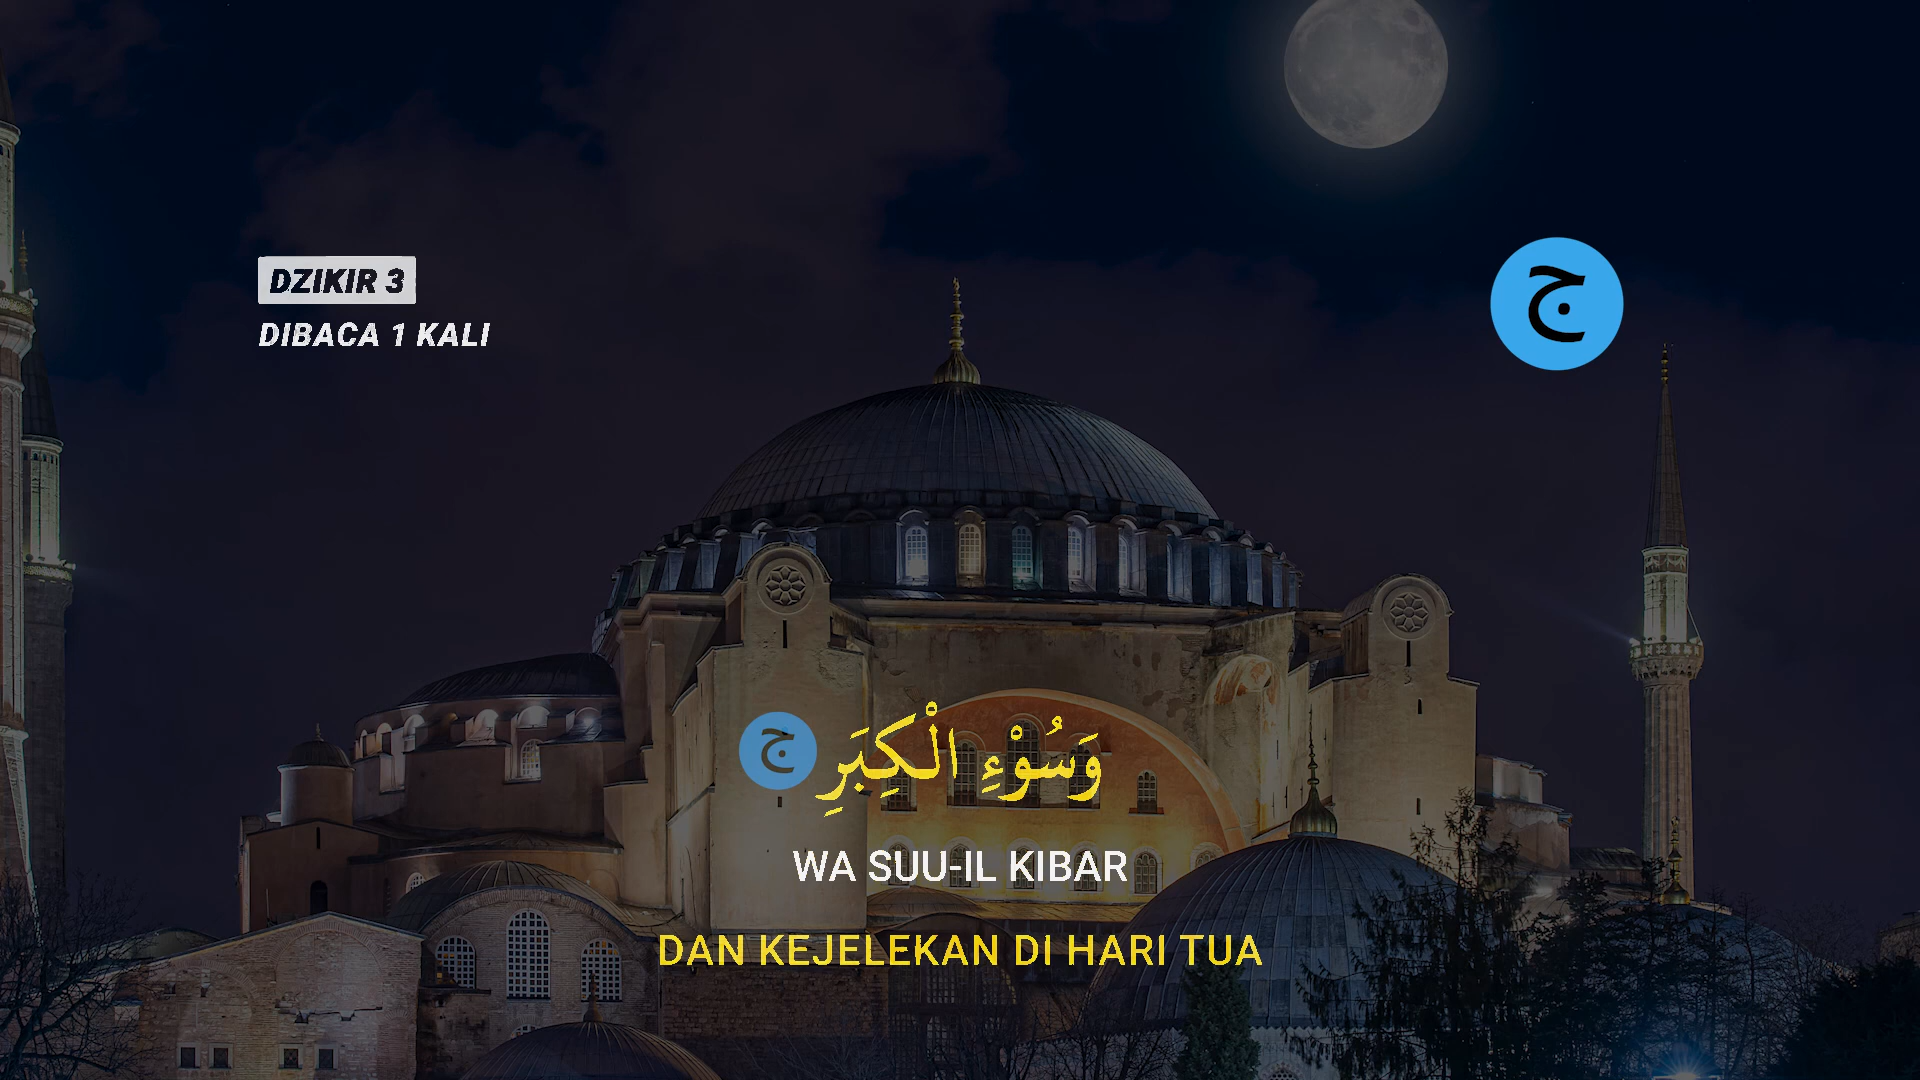 DZIKIR 3
DIBACA 1 KALI
ج
وَسُوْءِ الْكِبَرِ ج
WA SUU-IL KIBAR
DAN KEJELEKAN DI HARI TUA